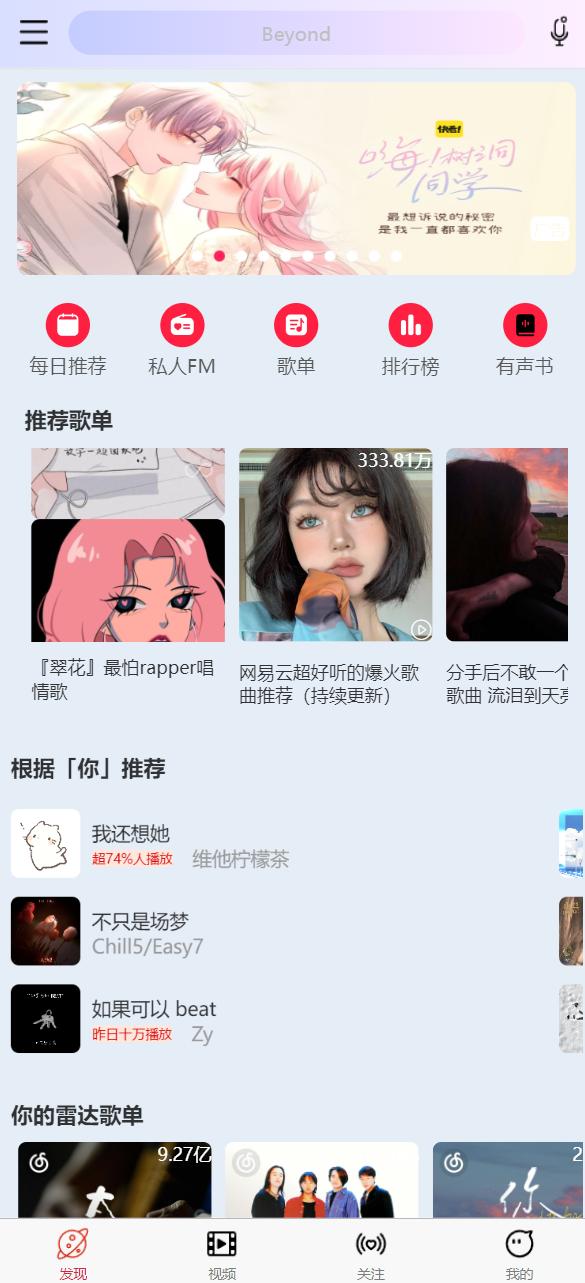 Beyond
快看!
嗨!树洞同学
最想诉说的秘密
是我一直都喜欢你
每日推荐
私人FM
歌单
排行榜
有声书
推荐歌单
333.81万
『翠花』最怕rapper唱
情歌
网易云超好听的爆火歌
曲推荐（持续更新）
分手后不敢一个
歌曲 流泪到天亮
根据「你」推荐
我还想她
超74%人播放 维他柠檬茶
不只是场梦
Chill5/Easy7
如果可以 beat
昨日十万播放 Zy
你的雷达歌单
9.27亿
2
你
发现
视频
关注
我的